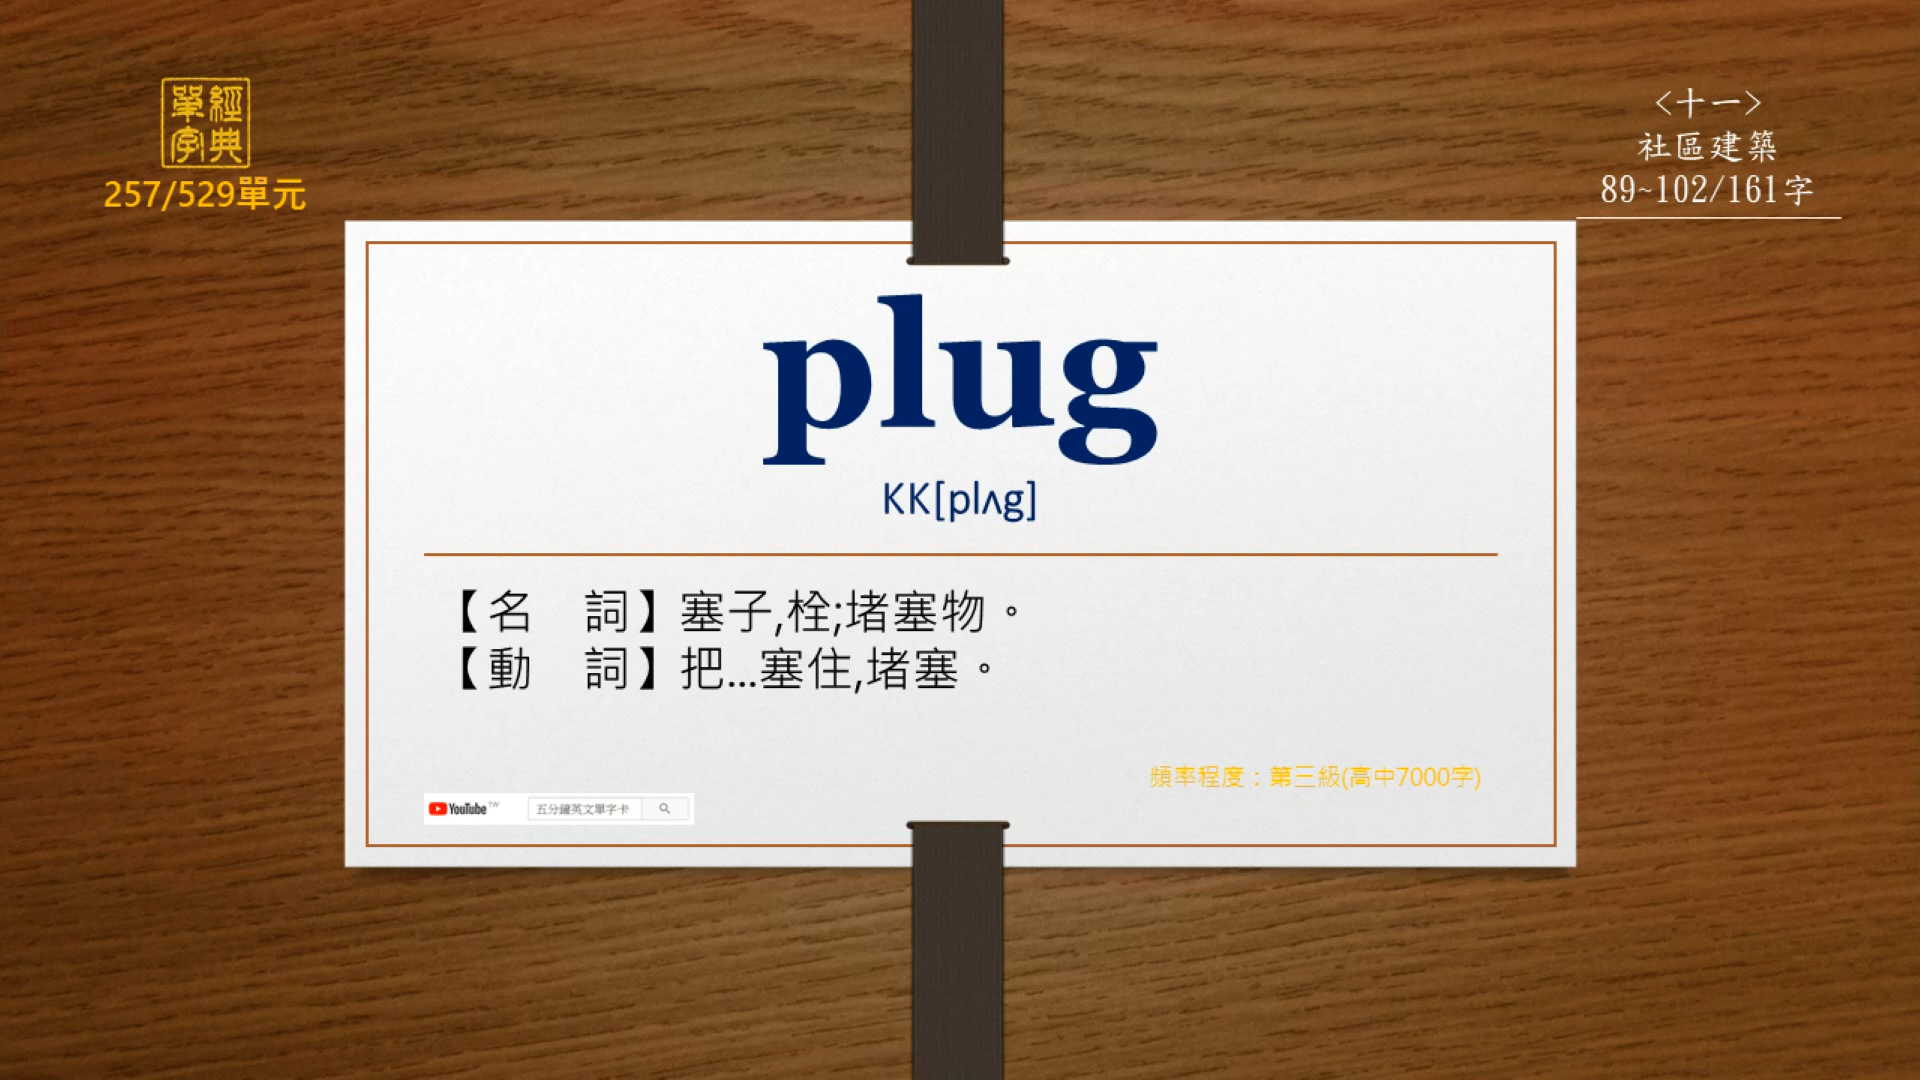 經典
單字
257/529單元
<十一>
社區建築
89~102/161字
plug
KK[plʌg]
【名　詞】塞子,栓;堵塞物。
【動　詞】把...塞住,堵塞。
頻率程度：第三級(高中7000字)
YouTube TW 五分鐘英文單字卡